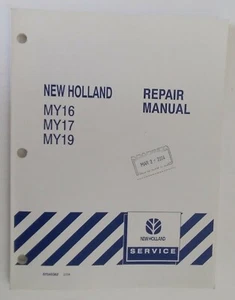 NEW HOLLAND
REPAIR
MANUAL
MY16
MY17
MY19
NEW HOLLAND
SERVICE